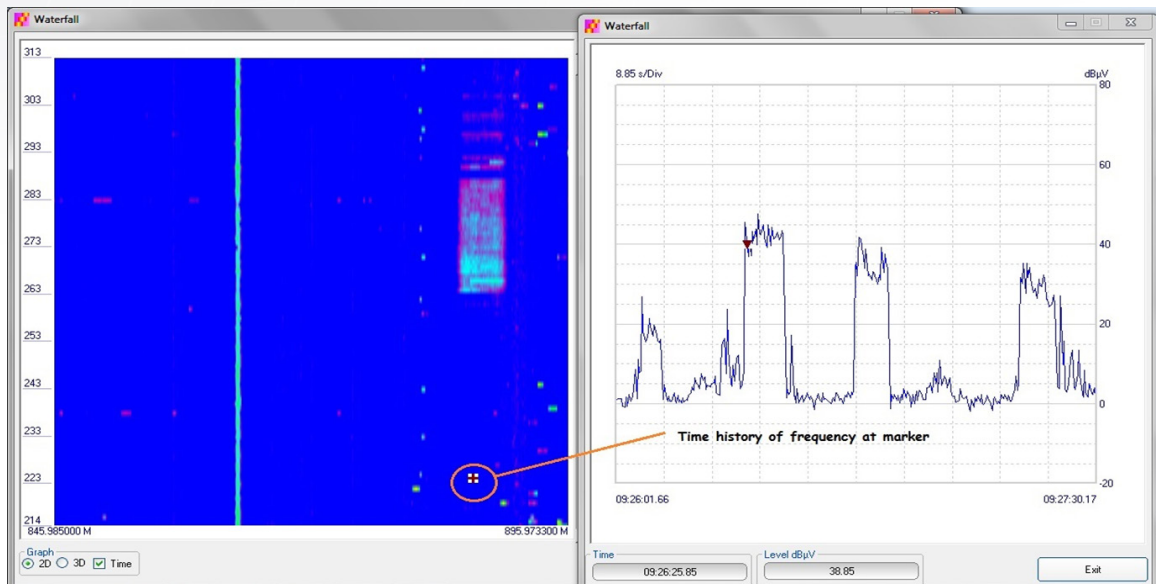 Waterfall
313
303
293
283
273
263
253
243
233
223
214
845.985000 M
895.973300 M
Graph
2D
3D
Time
Waterfall
8.85 s/Div
dBµV
80
60
40
20
0
-20
Time history of frequency at marker
09:26:01.66
09:27:30.17
Time
09:26:25.85
Level dBµV
38.85
Exit